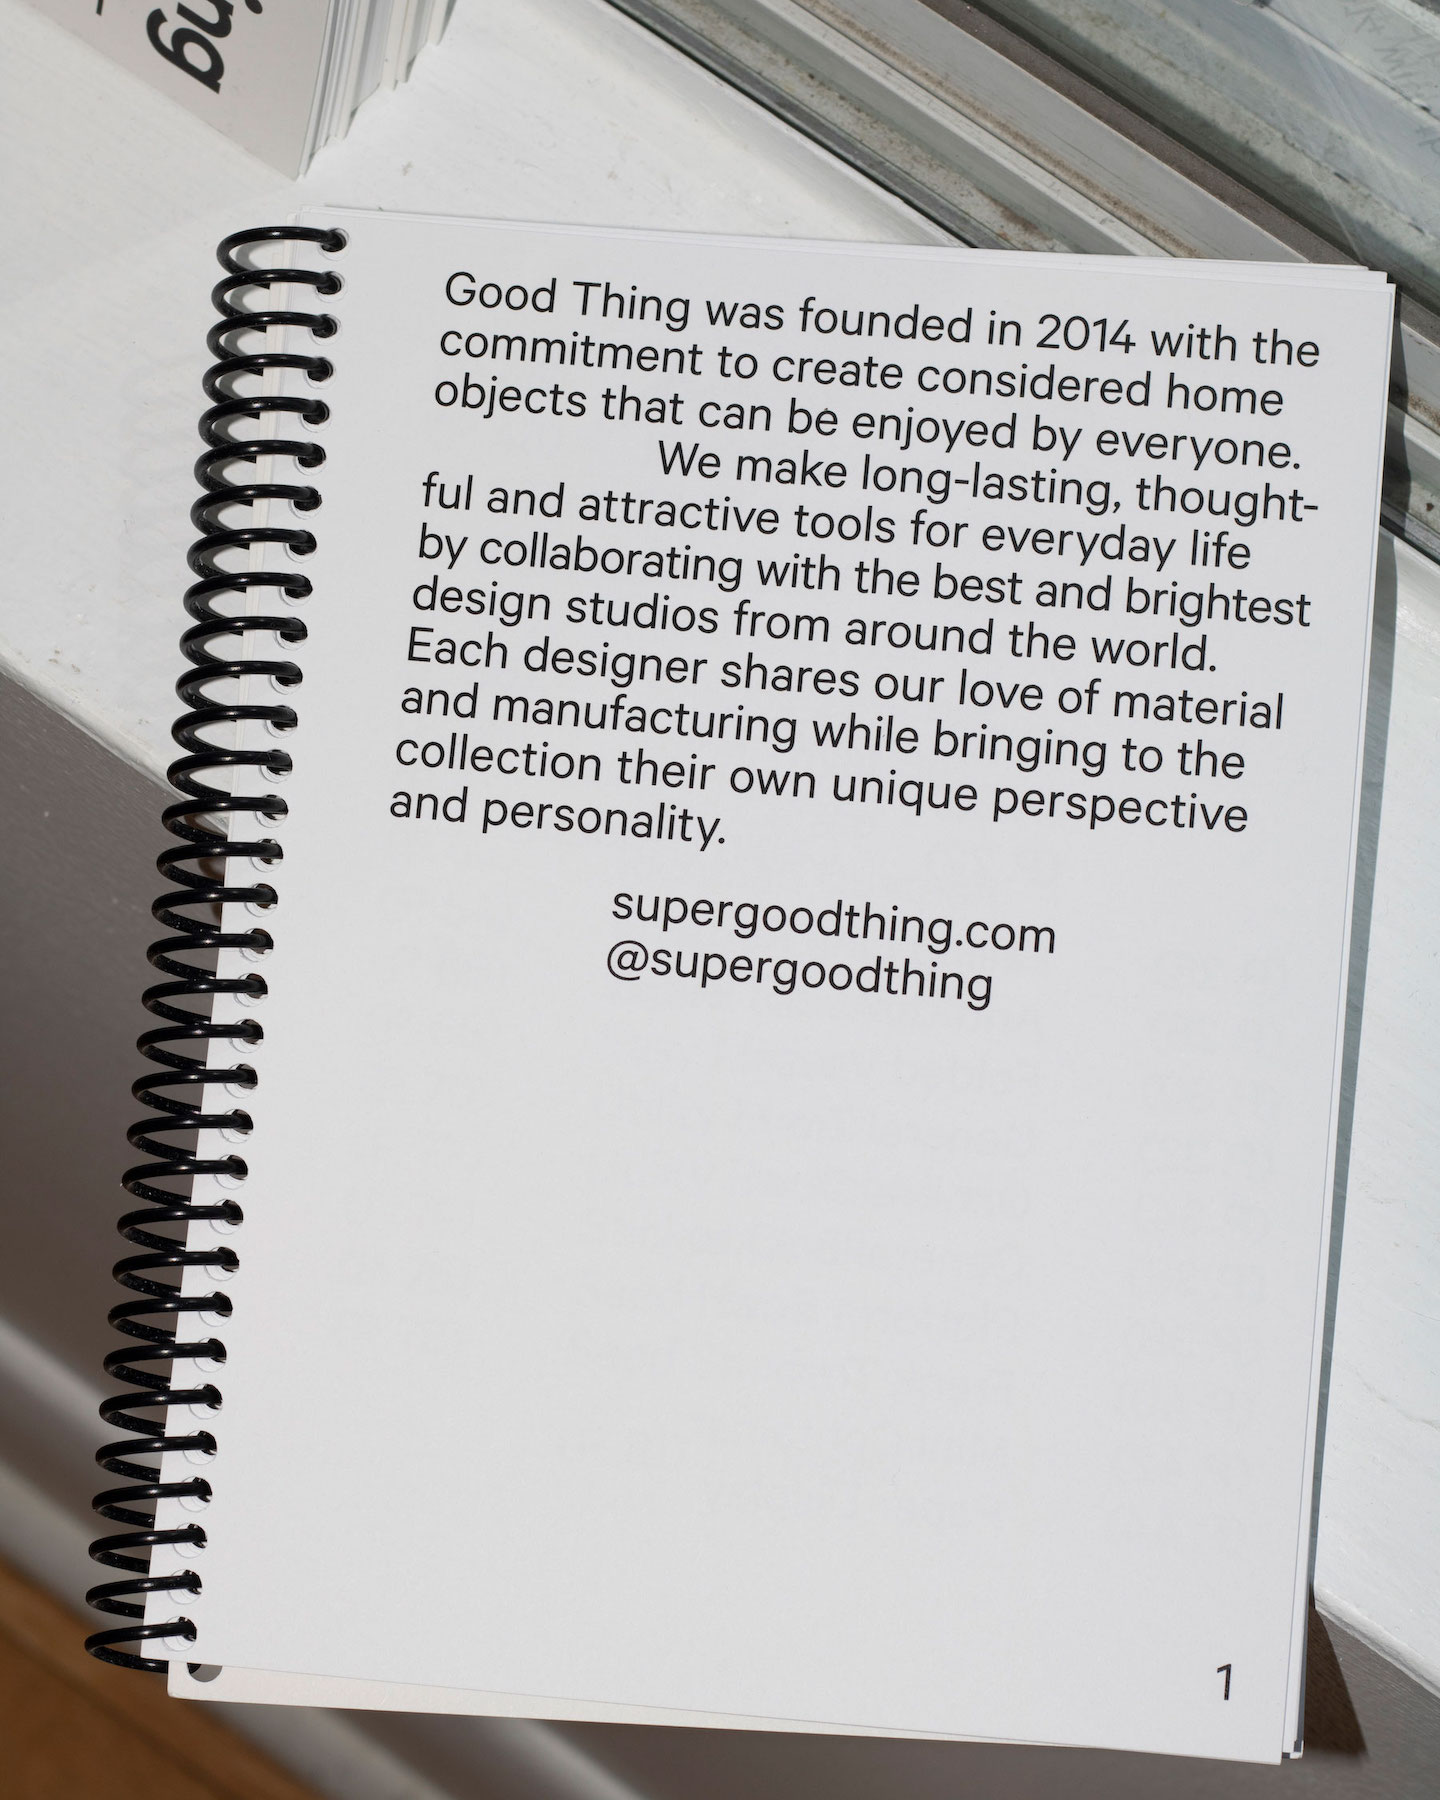 ing
Good Thing was founded in 2014 with the
commitment to create considered home
objects that can be enjoyed by everyone.
We make long-lasting, thought-
ful and attractive tools for everyday life
by collaborating with the best and brightest
design studios from around the world.
Each designer shares our love of material
and manufacturing while bringing to the
collection their own unique perspective
and personality.
supergoodthing.com
@supergoodthing
1